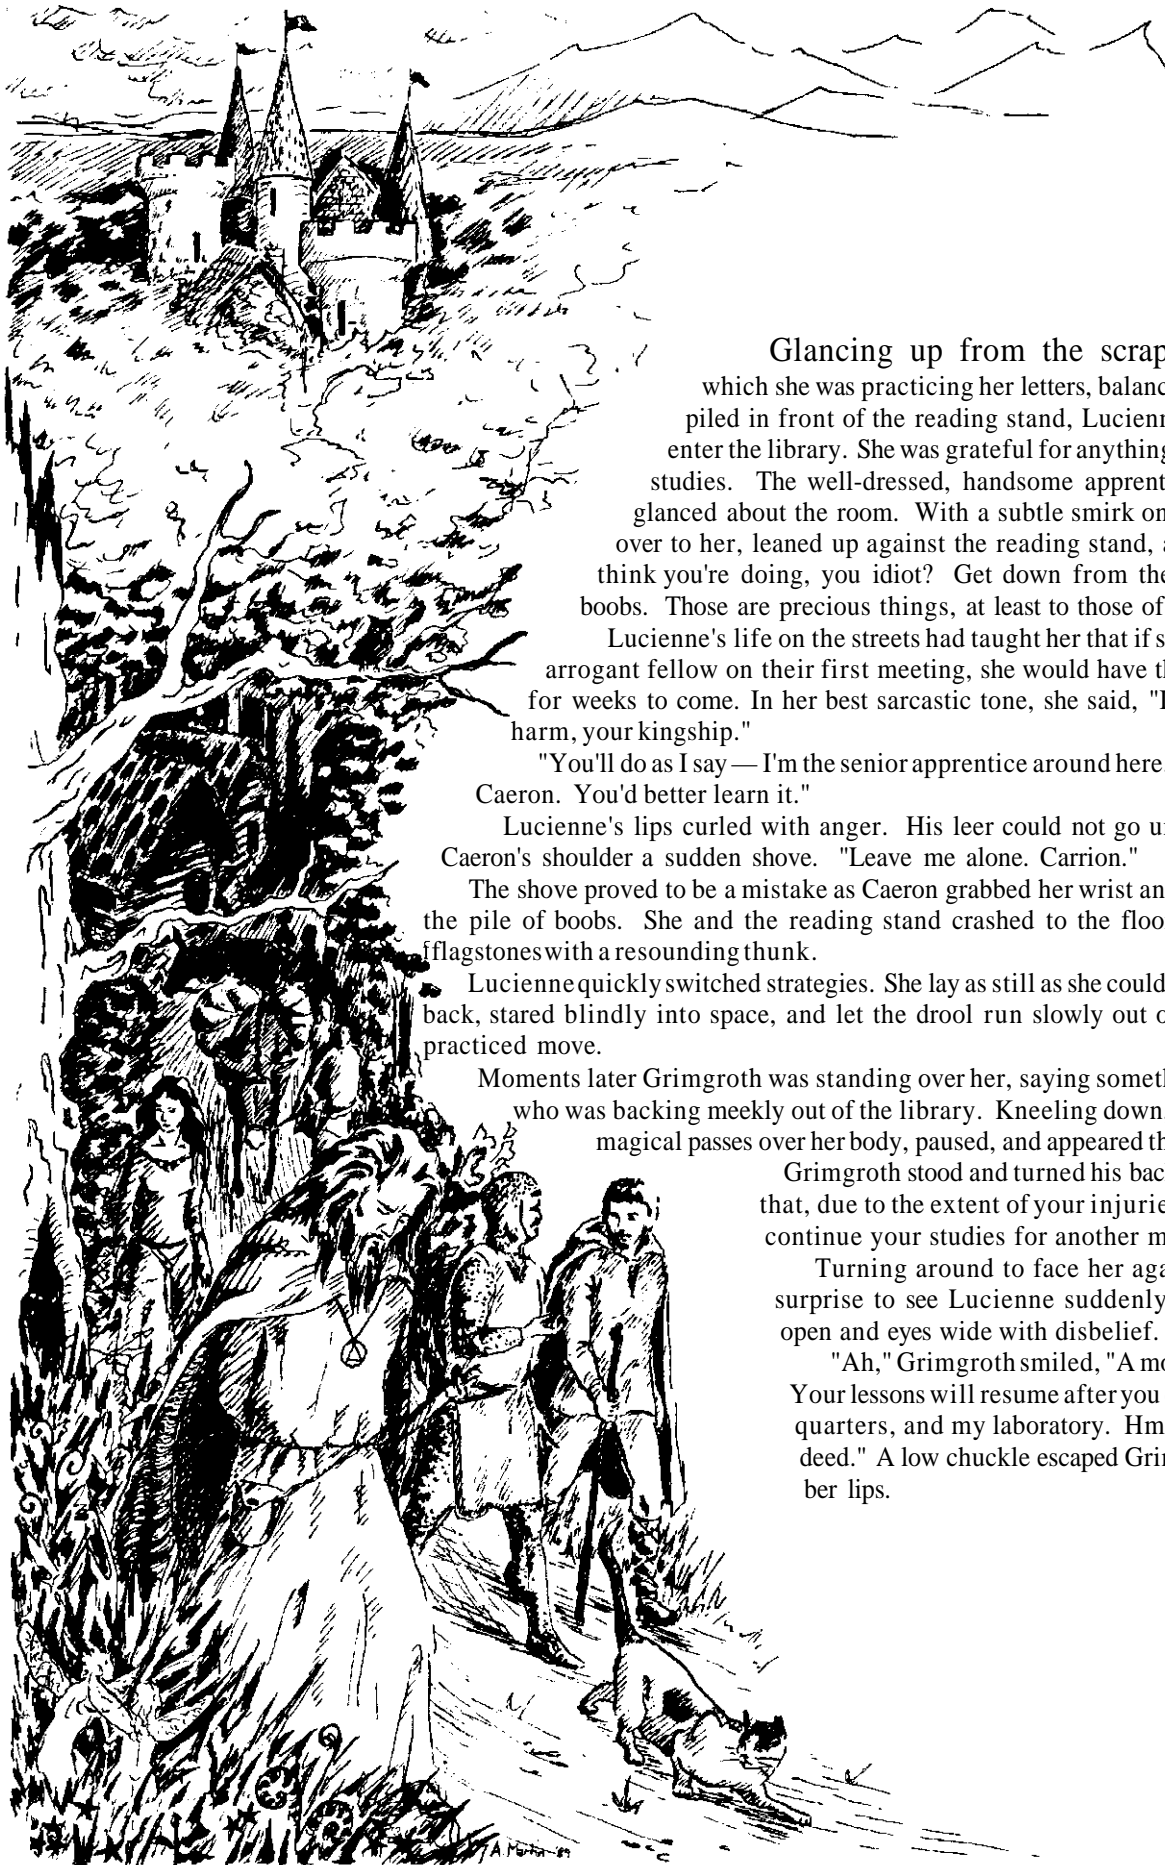 Glancing up from the scrap
which she was practicing her letters, balanc
piled in front of the reading stand, Lucienn
enter the library. She was grateful for anything
studies. The well-dressed, handsome apprent
glanced about the room. With a subtle smirk on
over to her, leaned up against the reading stand, a
think you're doing, you idiot? Get down from the
boobs. Those are precious things, at least to those of
Lucienne's life on the streets had taught her that if s
arrogant fellow on their first meeting, she would have th
for weeks to come. In her best sarcastic tone, she said, "I
harm, your kingship."
"You'll do as I say — I'm the senior apprentice around here.
Caeron. You'd better learn it."
Lucienne's lips curled with anger. His leer could not go u
Caeron's shoulder a sudden shove. "Leave me alone. Carrion."
The shove proved to be a mistake as Caeron grabbed her wrist an
the pile of boobs. She and the reading stand crashed to the floo
fflagstones with a resounding thunk.
Lucienne quickly switched strategies. She lay as still as she could
back, stared blindly into space, and let the drool run slowly out o
practiced move.
Moments later Grimgroth was standing over her, saying someth
who was backing meekly out of the library. Kneeling down.
magical passes over her body, paused, and appeared th
Grimgroth stood and turned his bac
that, due to the extent of your injurie
continue your studies for another m
Turning around to face her aga
surprise to see Lucienne suddenly
open and eyes wide with disbelief.
"Ah," Grimgroth smiled, "A mo
Your lessons will resume after you
quarters, and my laboratory. Hm
deed." A low chuckle escaped Gri
ber lips.
A. Martin '89